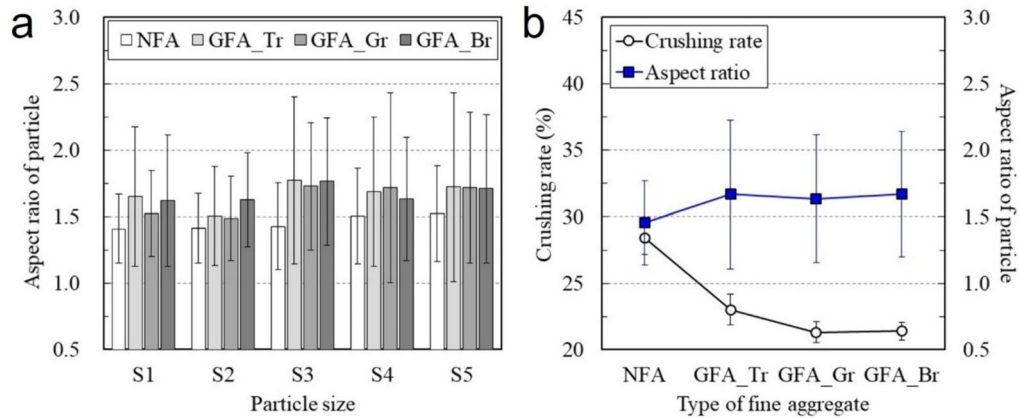 a
3.0
NFA GFA_Tr GFA_Gr GFA_Br
2.5
2.0
1.5
1.0
0.5
Aspect raio of particle
S1 S2 S3 S4 S5
Particle size
b
45
40
35
30
25
20
Crushing rate (%)
Crushing rate
Aspect ratio
3.0
2.5
2.0
1.5
1.0
0.5
Aspect ratio of particle
NFA GFA_Tr GFA_Gr GFA_Br
Type of fine aggregate